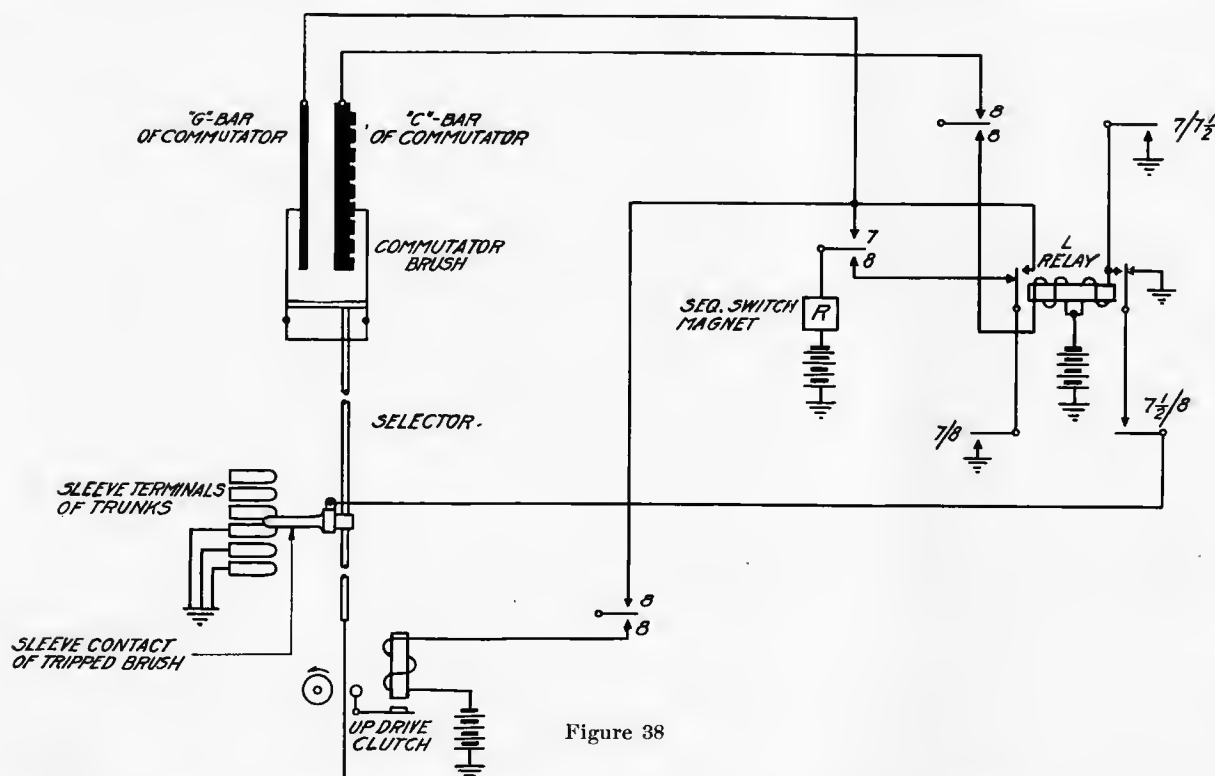 "G"-BAR
OF COMMUTATOR
"C"-BAR
OF COMMUTATOR
8
8
7/7½
COMMUTATOR
BRUSH
7
8
L
RELAY
SEQ. SWITCH
MAGNET
R
SELECTOR.
7/8
7½/8
SLEEVE TERMINALS
OF TRUNKS
8
8
SLEEVE CONTACT
OF TRIPPED BRUSH
UP DRIVE
CLUTCH
Figure 38